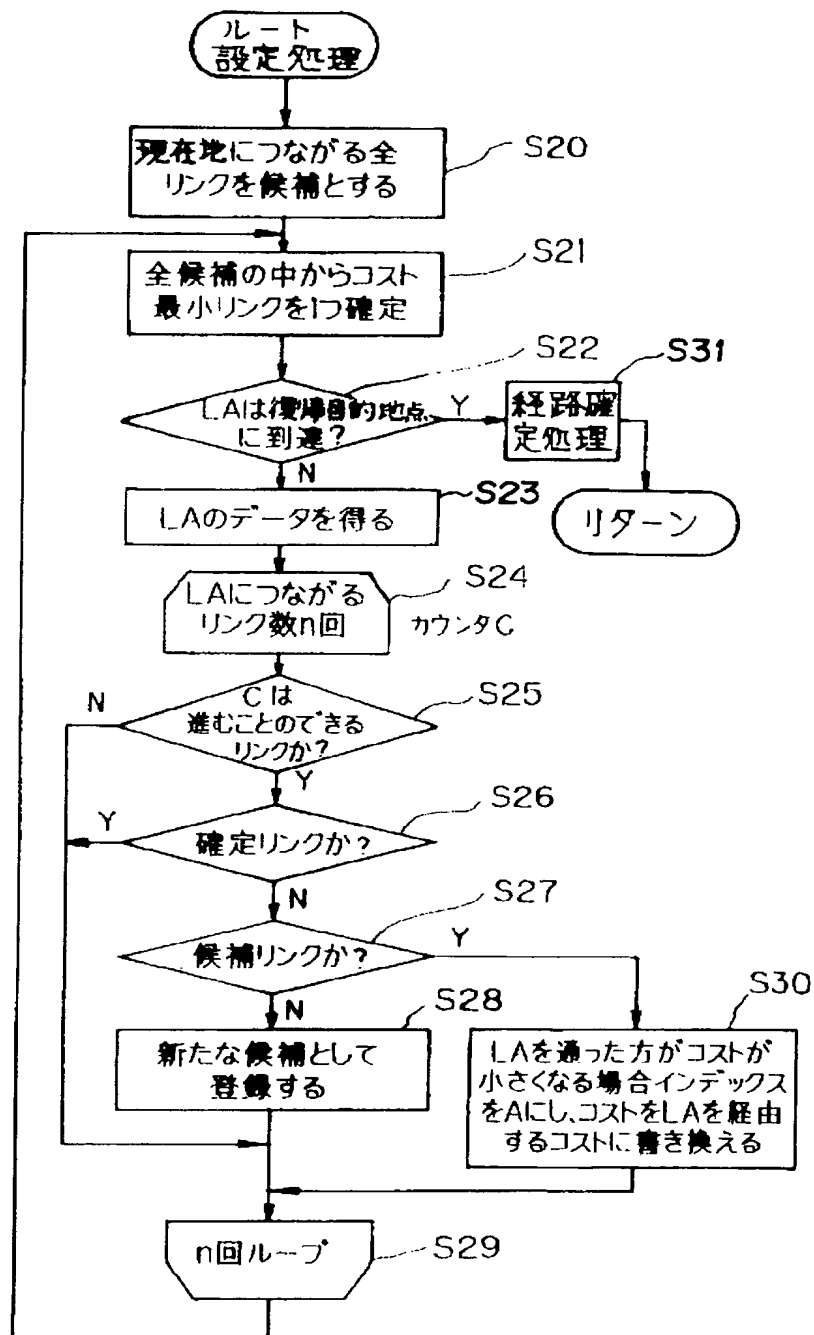 ルート
設定処理
現在地につながる全
リンクを候補とする
S20
全候補の中からコスト
最小リンクを1つ確定
S21
LAは復帰目的地点
に到達?
S22
Y
N
経路確
定処理
S31
リターン
LAのデータを得る
S23
LAにつながる
リンク数n回
S24
カウンタC
Cは
進むことのできる
リンクか?
S25
N
Y
確定リンクか?
S26
Y
N
候補リンクか?
S27
Y
N
新たな候補として
登録する
S28
LAを通った方がコストが
小さくなる場合インデックス
をAにし、コストをLAを経由
するコストに書き換える
S30
n回ループ
S29